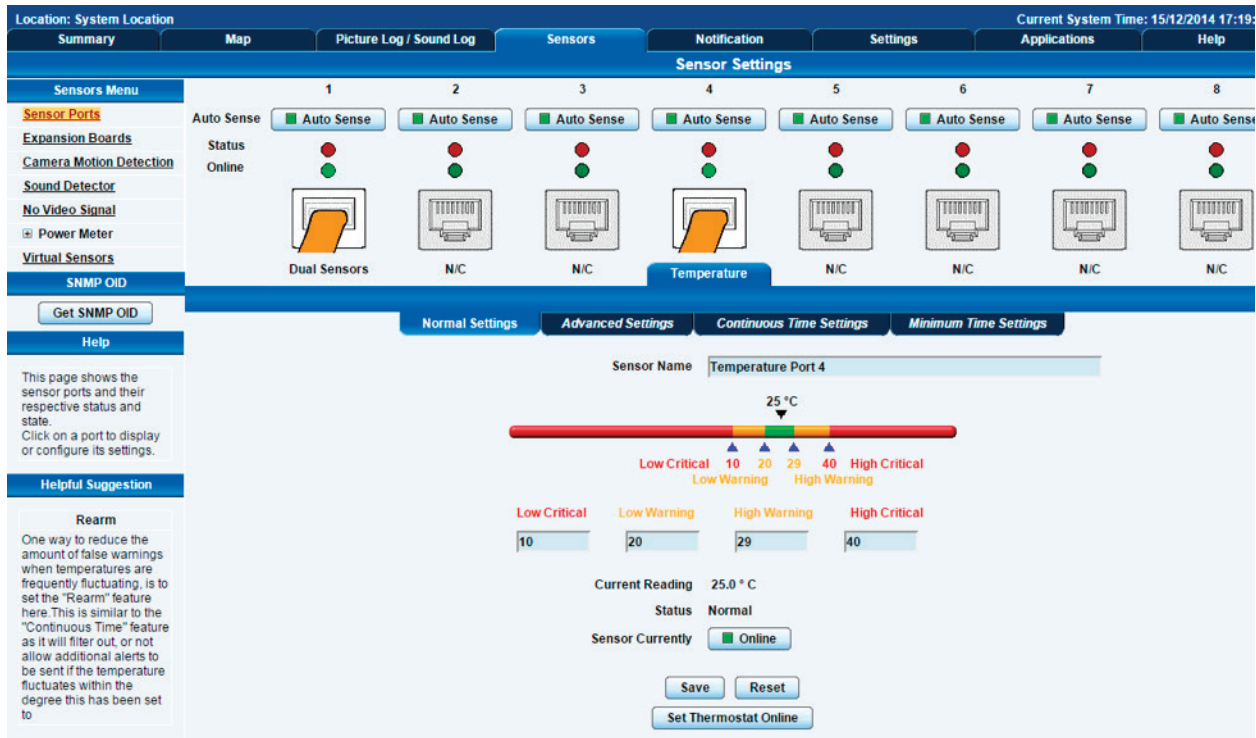 Location: System Location
Current System Time: 15/12/2014 17:19:
Summary Map Picture Log / Sound Log Sensors Notification Settings Applications Help
Sensor Settings
Sensors Menu
Sensor Ports
Expansion Boards
Camera Motion Detection
Sound Detector
No Video Signal
Power Meter
Virtual Sensors
SNMP OID
Get SNMP OID
Help
This page shows the
sensor ports and their
respective status and
state.
Click on a port to display
or configure its settings.
Helpful Suggestion
Rearm
One way to reduce the
amount of false warnings
when temperatures are
frequently fluctuating, is to
set the "Rearm" feature
here.This is similar to the
"Continuous Time" feature
as it will filter out, or not
allow additional alerts to
be sent if the temperature
fluctuates within the
degree this has been set
to
1 2 3 4 5 6 7 8
Auto Sense Auto Sense Auto Sense Auto Sense Auto Sense Auto Sense Auto Sense Auto Sense Auto Sense
Status
Online
Dual Sensors N/C N/C Temperature N/C N/C N/C N/C
Normal Settings Advanced Settings Continuous Time Settings Minimum Time Settings
Sensor Name Temperature Port 4
25 °C
Low Critical 10 20 29 40 High Critical
Low Warning High Warning
Low Critical Low Warning High Warning High Critical
10 20 29 40
Current Reading 25.0 ° C
Status Normal
Sensor Currently Online
Save Reset
Set Thermostat Online